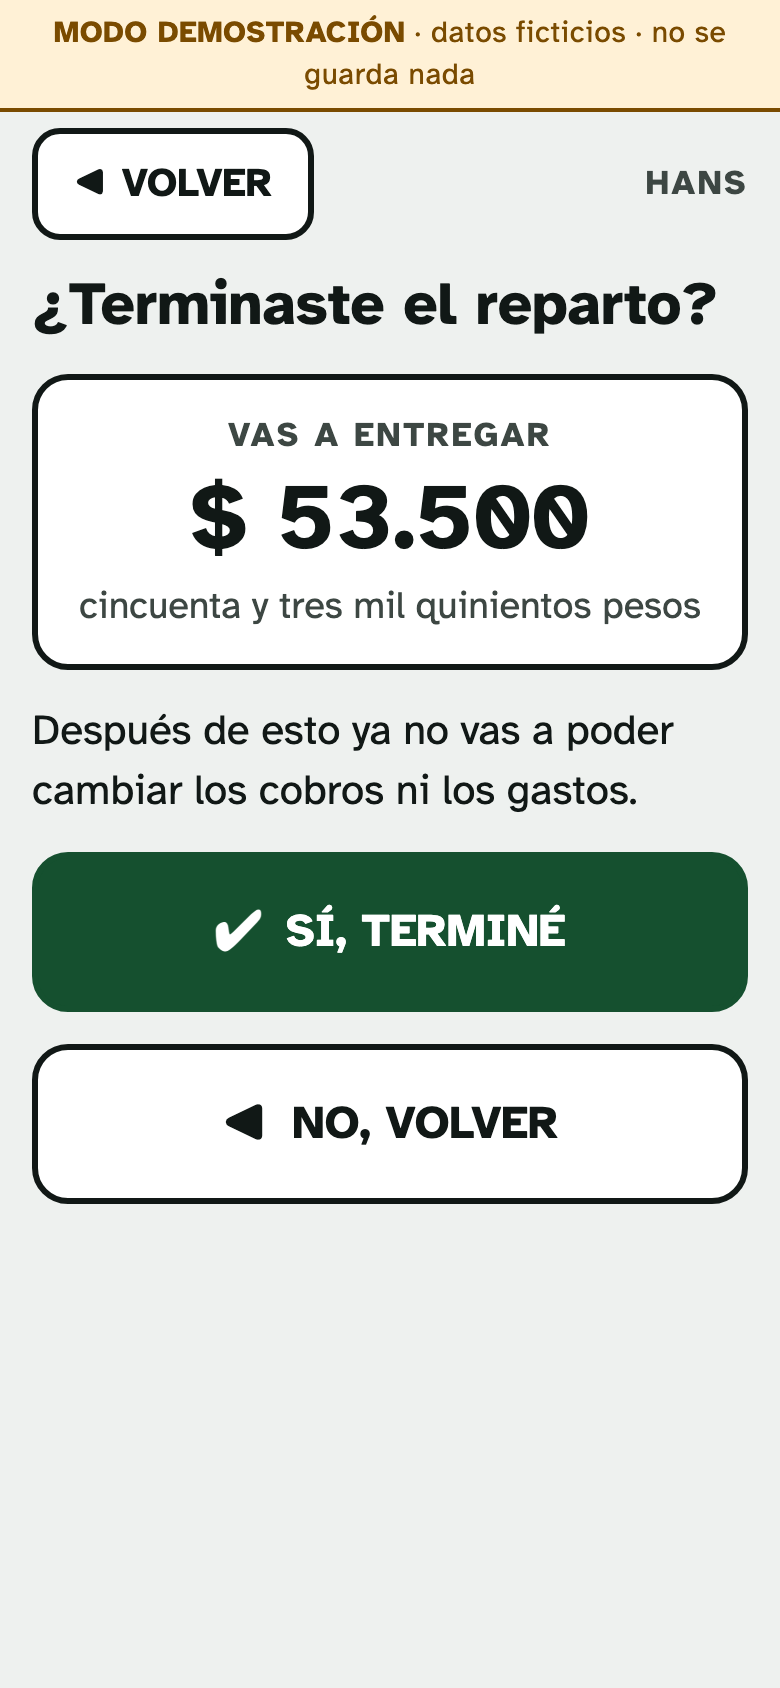 MODO DEMOSTRACIÓN · datos ficticios · no se
guarda nada
◀ VOLVER
HANS
¿Terminaste el reparto?
VAS A ENTREGAR
$ 53.500
cincuenta y tres mil quinientos pesos
Después de esto ya no vas a poder
cambiar los cobros ni los gastos.
✔ SÍ, TERMINÉ
◀ NO, VOLVER